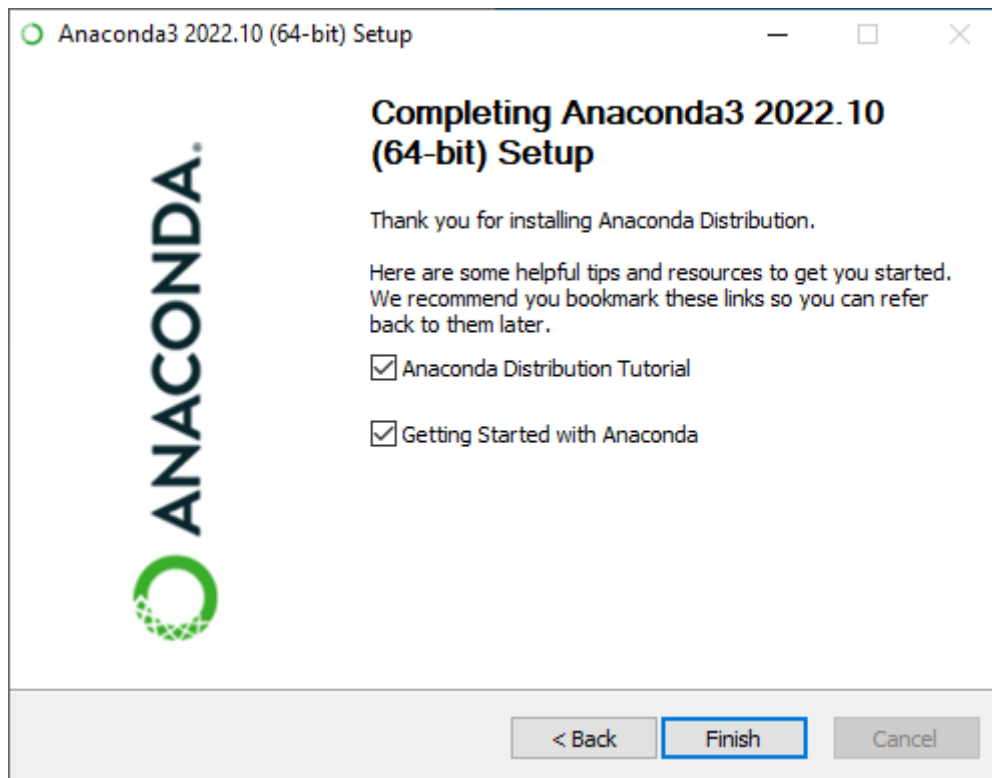 Anaconda3 2022.10 (64-bit) Setup
Completing Anaconda3 2022.10
(64-bit) Setup
Thank you for installing Anaconda Distribution.
Here are some helpful tips and resources to get you started.
We recommend you bookmark these links so you can refer
back to them later.
Anaconda Distribution Tutorial
Getting Started with Anaconda
ANACONDA.
< Back
Finish
Cancel